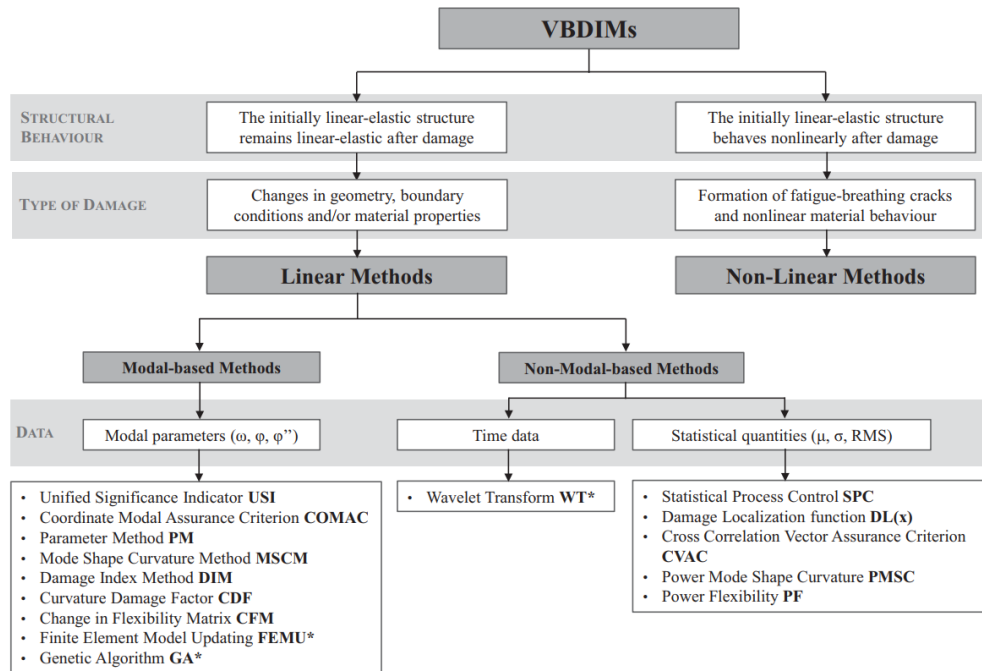 VBDIMs
STRUCTURAL
BEHAVIOUR
The initially linear-elastic structure
remains linear-elastic after damage
The initially linear-elastic structure
behaves nonlinearly after damage
TYPE OF DAMAGE
Changes in geometry, boundary
conditions and/or material properties
Formation of fatigue-breathing cracks
and nonlinear material behaviour
Linear Methods
Non-Linear Methods
Modal-based Methods
Non-Modal-based Methods
DATA
Modal parameters (ω, φ, φ’’)
Time data
Statistical quantities (μ, σ, RMS)
• Unified Significance Indicator USI
• Coordinate Modal Assurance Criterion COMAC
• Parameter Method PM
• Mode Shape Curvature Method MSCM
• Damage Index Method DIM
• Curvature Damage Factor CDF
• Change in Flexibility Matrix CFM
• Finite Element Model Updating FEMU*
• Genetic Algorithm GA*
• Wavelet Transform WT*
• Statistical Process Control SPC
• Damage Localization function DL(x)
• Cross Correlation Vector Assurance Criterion
CVAC
• Power Mode Shape Curvature PMSC
• Power Flexibility PF